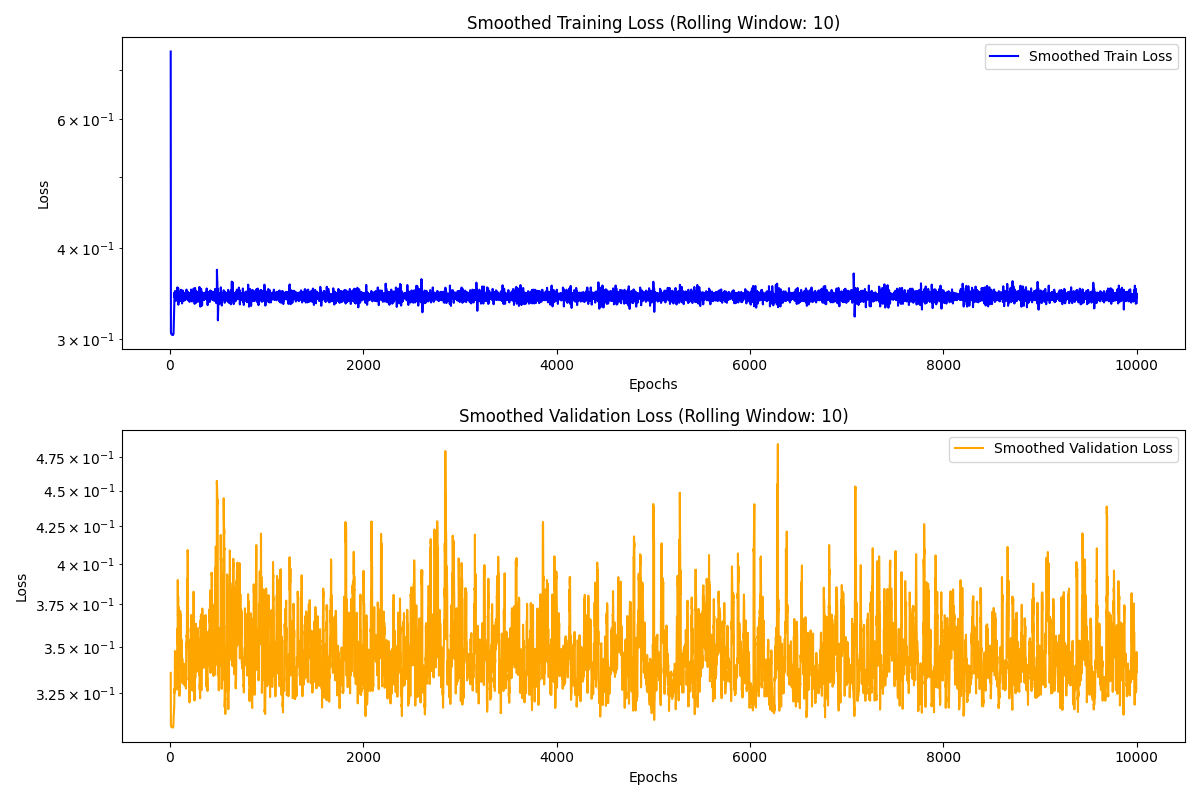 Smoothed Training Loss (Rolling Window: 10)
Smoothed Train Loss
6 × 10⁻¹
4 × 10⁻¹
3 × 10⁻¹
Loss
0 2000 4000 6000 8000 10000
Epochs
Smoothed Validation Loss (Rolling Window: 10)
Smoothed Validation Loss
4.75 × 10⁻¹
4.5 × 10⁻¹
4.25 × 10⁻¹
4 × 10⁻¹
3.75 × 10⁻¹
3.5 × 10⁻¹
3.25 × 10⁻¹
Loss
0 2000 4000 6000 8000 10000
Epochs